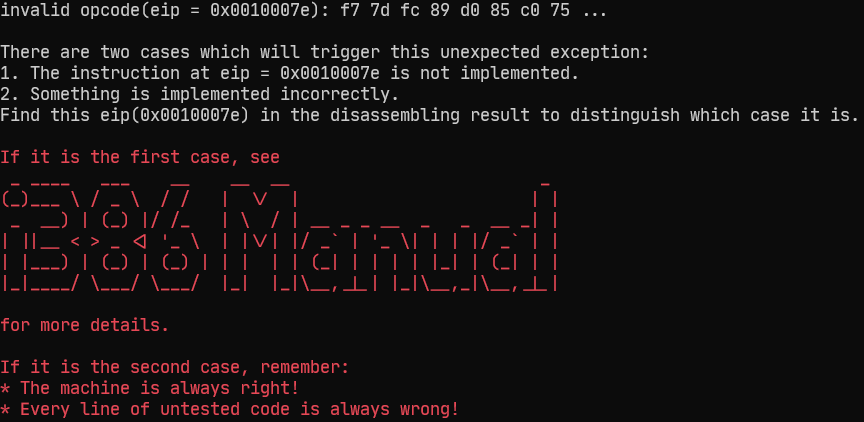 invalid opcode(eip = 0x0010007e): f7 7d fc 89 d0 85 c0 75 ...
There are two cases which will trigger this unexpected exception:
1. The instruction at eip = 0x0010007e is not implemented.
2. Something is implemented incorrectly.
Find this eip(0x0010007e) in the disassembling result to distinguish which case it is.
If it is the first case, see
i386 Manual
for more details.
If it is the second case, remember:
* The machine is always right!
* Every line of untested code is always wrong!